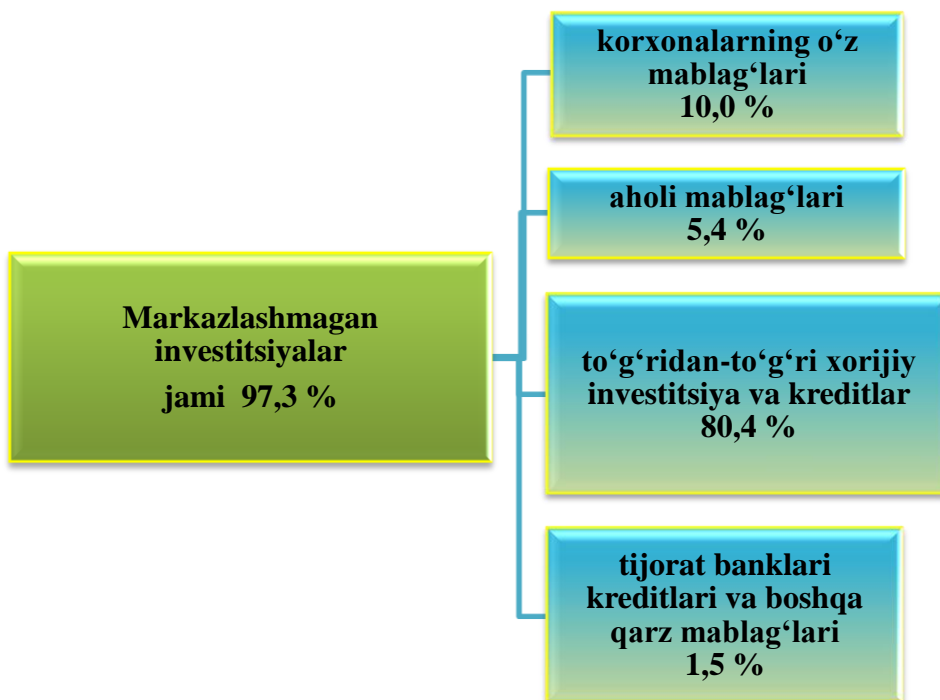 Markazlashmagan
investitsiyalar
jami 97,3 %
korxonalarning o‘z
mablag‘lari
10,0 %
aholi mablag‘lari
5,4 %
to‘g‘ridan-to‘g‘ri xorijiy
investitsiya va kreditlar
80,4 %
tijorat banklari
kreditlari va boshqa
qarz mablag‘lari
1,5 %